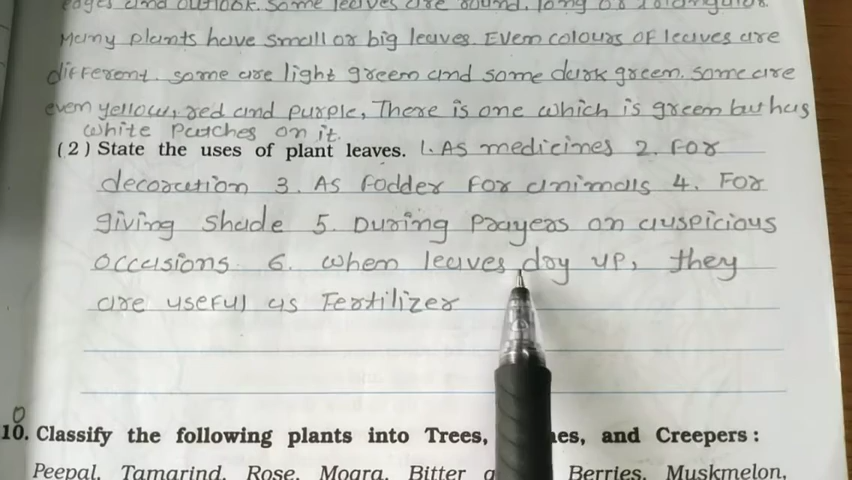 edges and outlook. Some leaves are round, long or
Many plants have small or big leaves. Even colours of leaves are
different. some are light green and some dark green. some are
even yellow, red and purple, There is one which is green but has
white patches on it.
(2) State the uses of plant leaves. 1. As medicines 2. For
decoration 3. As fodder for animals 4. For
giving shade 5. During prayers on auspicious
occasions 6. when leaves dry up, they
are useful as Fertilizer
10. Classify the following plants into Trees, and Creepers :
Peepal, Tamarind, Rose, Mogra, Bitter Berries, Muskmelon,